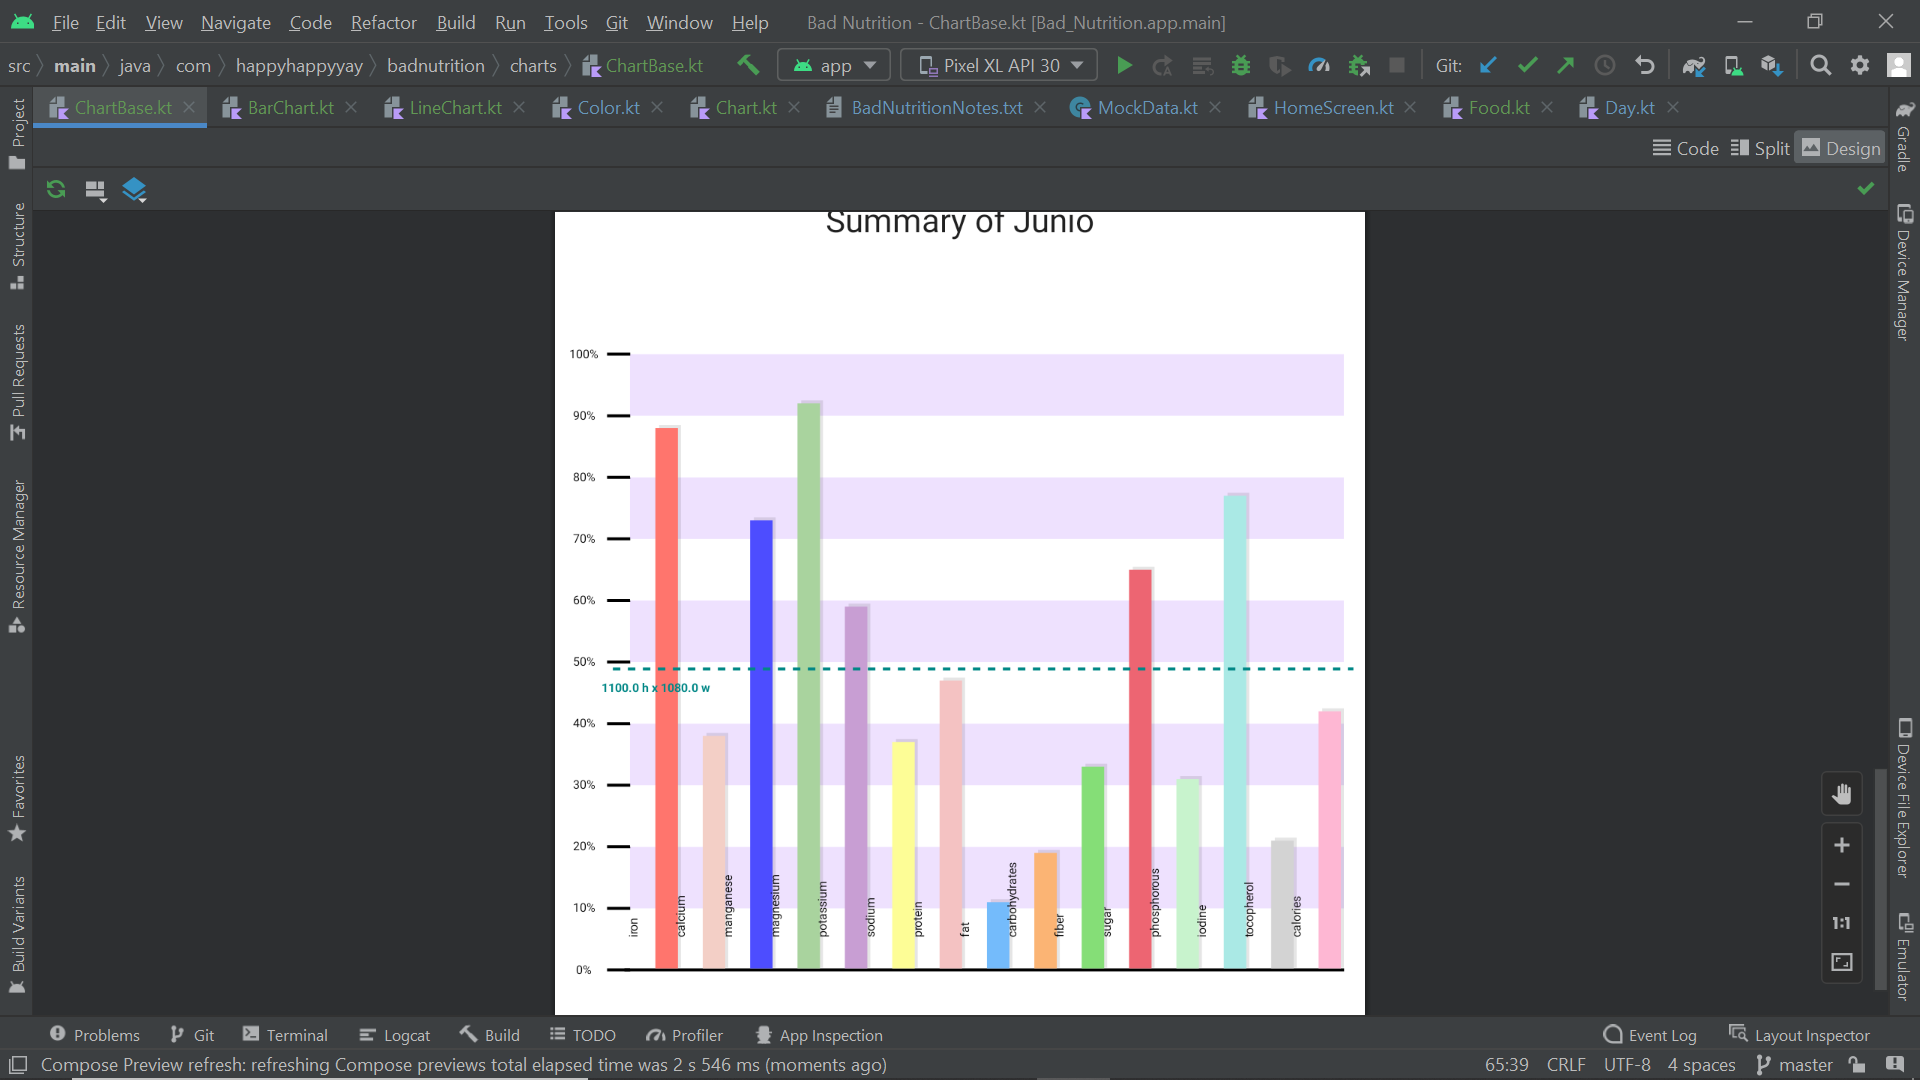 File Edit View Navigate Code Refactor Build Run Tools Git Window Help Bad Nutrition - ChartBase.kt [Bad_Nutrition.app.main]
src main java com happyhappyyay badnutrition charts ChartBase.kt app Pixel XL API 30 Git:
ChartBase.kt BarChart.kt LineChart.kt Color.kt Chart.kt BadNutritionNotes.txt MockData.kt HomeScreen.kt Food.kt Day.kt
Code Split Design
Project
Structure
Pull Requests
Resource Manager
Favorites
Build Variants
Summary of Junio
100%
90%
80%
70%
60%
50%
1100.0 h x 1080.0 w
40%
30%
20%
10%
0%
iron
calcium
manganese
magnesium
potassium
sodium
protein
fat
carbohydrates
fiber
sugar
phosphorous
iodine
tocopherol
calories
1:1
Gradle
Device Manager
Device File Explorer
Emulator
Problems Git Terminal Logcat Build TODO Profiler App Inspection Event Log Layout Inspector
Compose Preview refresh: refreshing Compose previews total elapsed time was 2 s 546 ms (moments ago) 65:39 CRLF UTF-8 4 spaces master